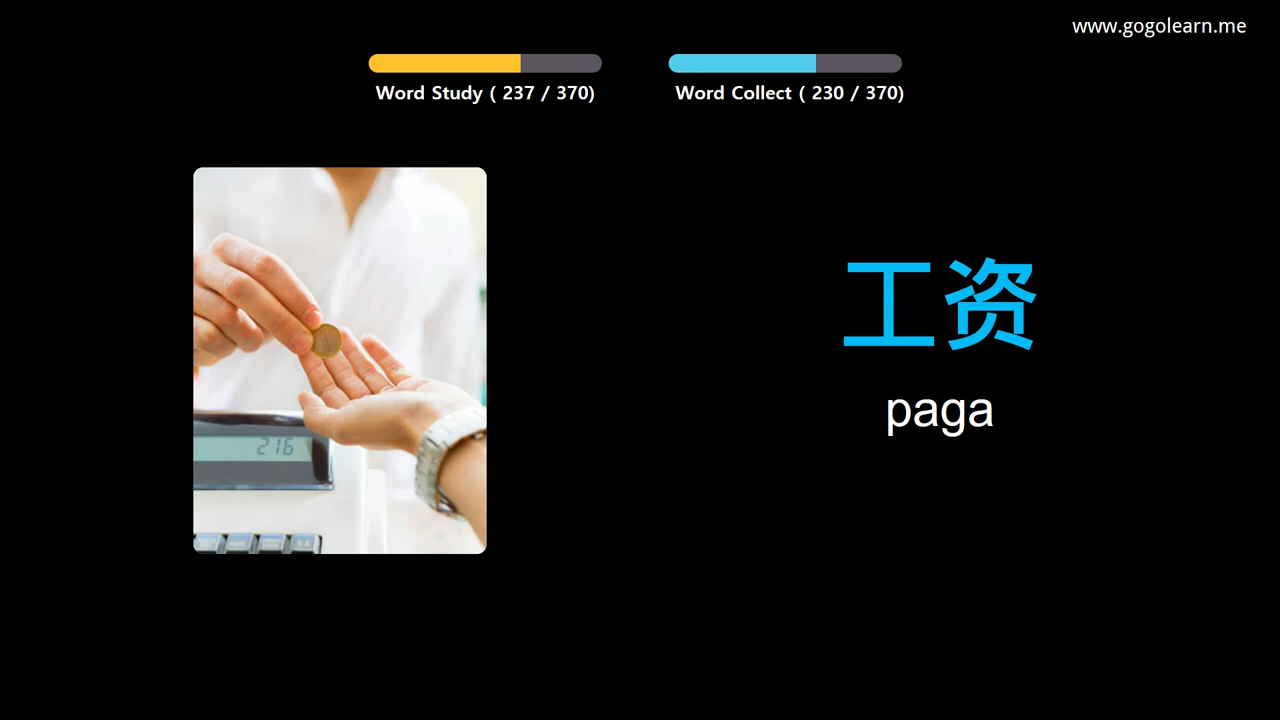 www.gogolearn.me
Word Study ( 237 / 370)
Word Collect ( 230 / 370)
工资
paga
216